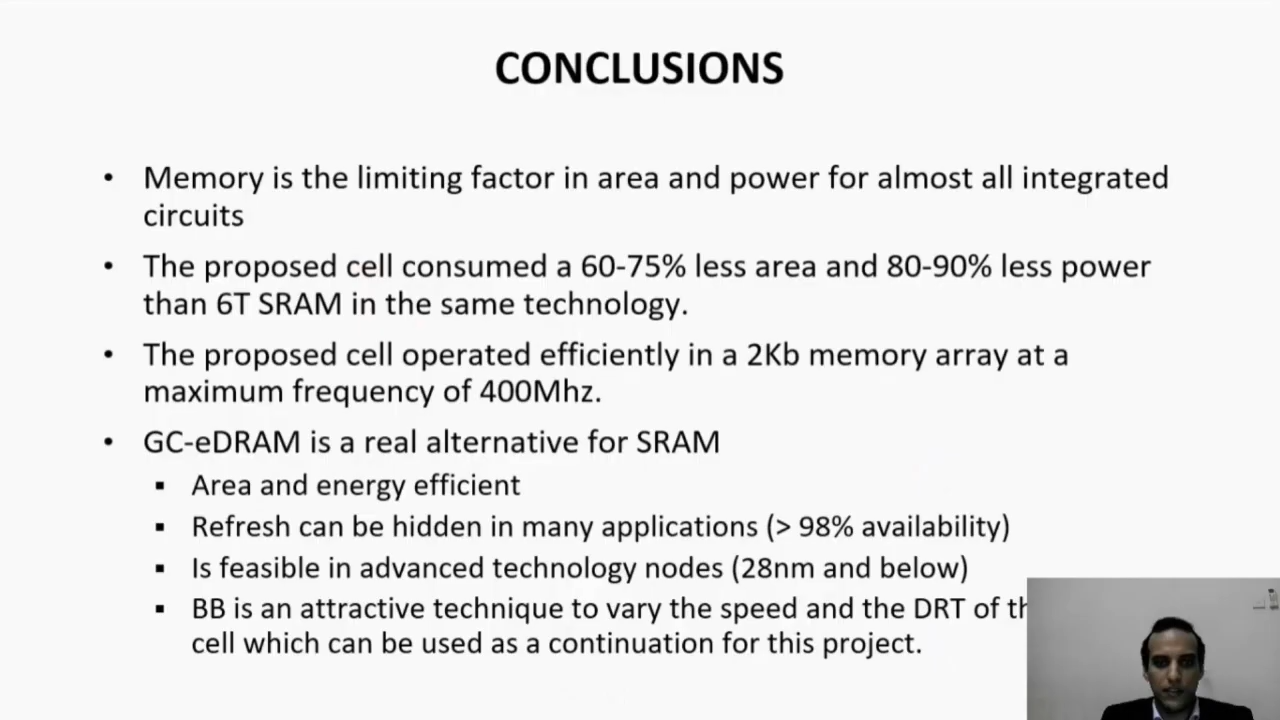 CONCLUSIONS
• Memory is the limiting factor in area and power for almost all integrated
circuits
• The proposed cell consumed a 60-75% less area and 80-90% less power
than 6T SRAM in the same technology.
• The proposed cell operated efficiently in a 2Kb memory array at a
maximum frequency of 400Mhz.
• GC-eDRAM is a real alternative for SRAM
▪ Area and energy efficient
▪ Refresh can be hidden in many applications (> 98% availability)
▪ Is feasible in advanced technology nodes (28nm and below)
▪ BB is an attractive technique to vary the speed and the DRT of
cell which can be used as a continuation for this project.